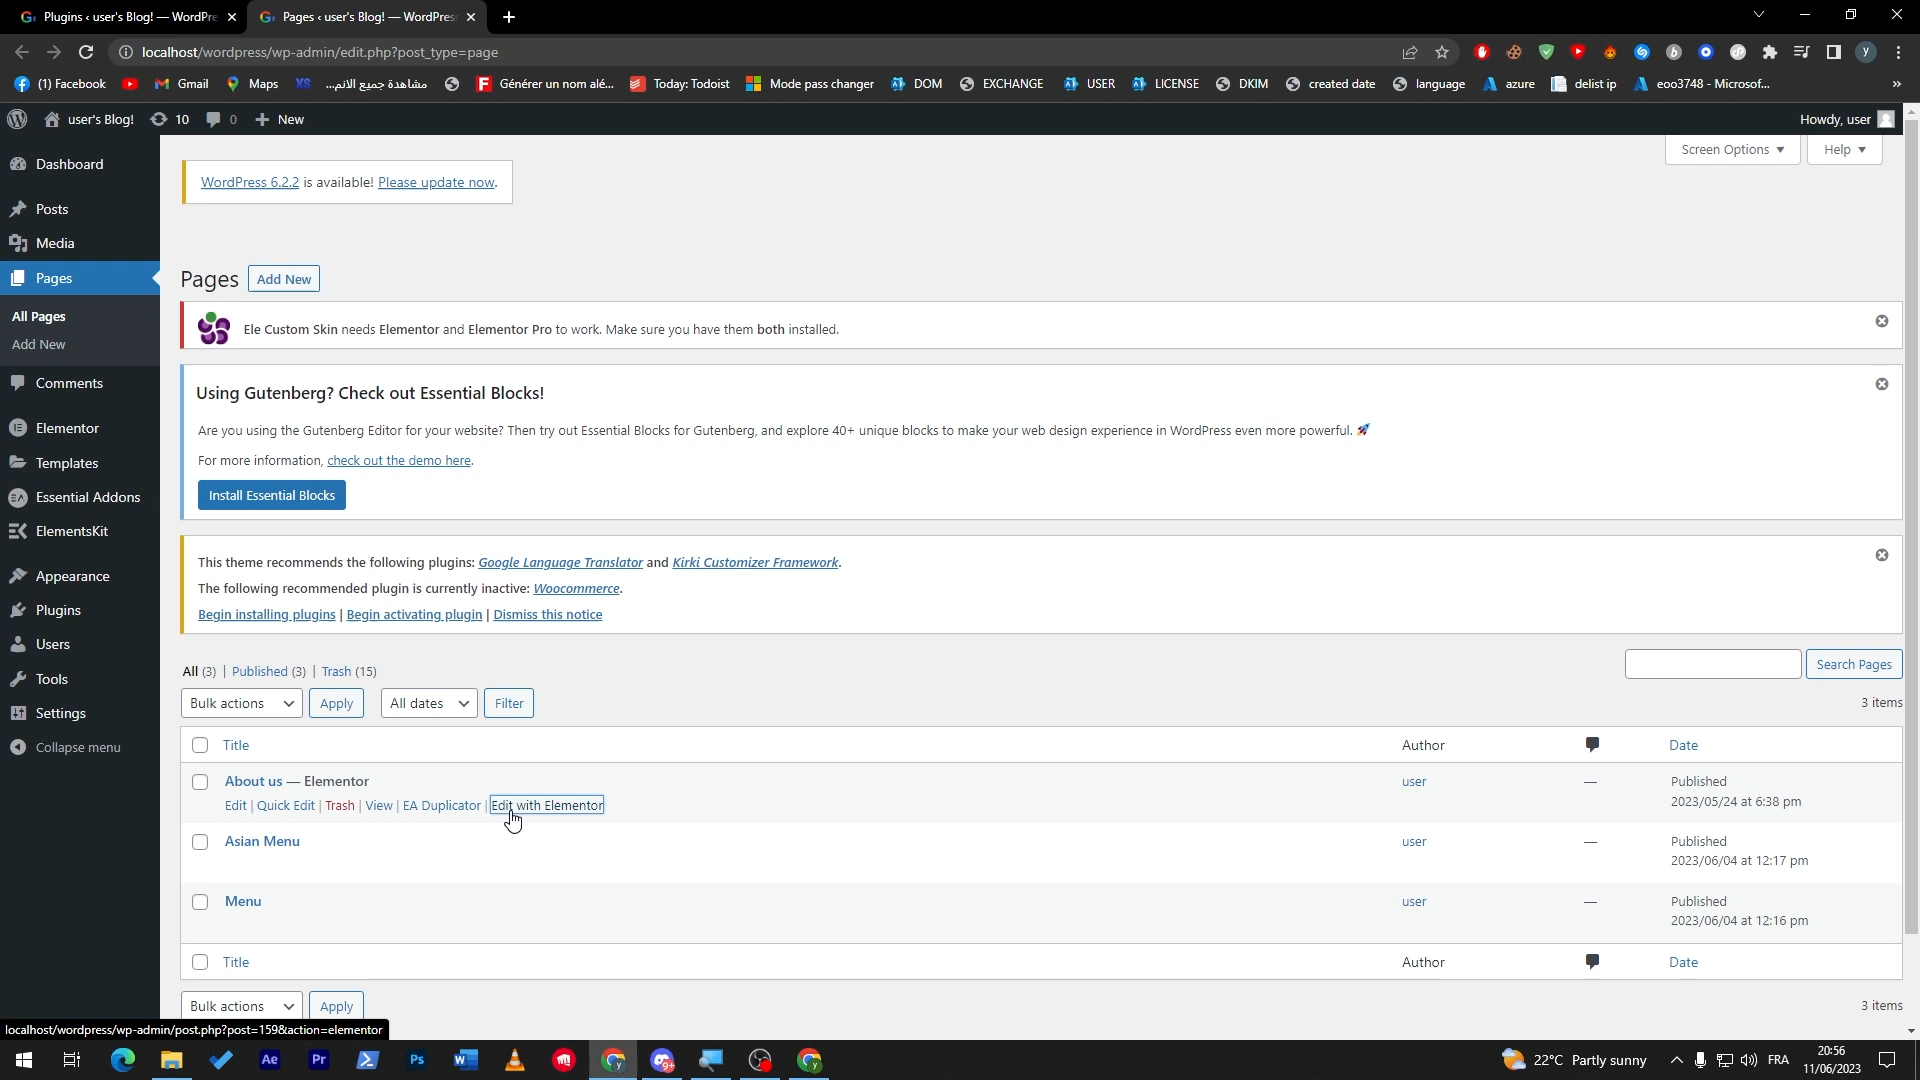 Plugins ‹ user's Blog! — WordPre
Pages ‹ user's Blog! — WordPres
localhost/wordpress/wp-admin/edit.php?post_type=page
(1) Facebook
Gmail
Maps
مشاهدة جميع الانم...
Générer un nom alé...
Today: Todoist
Mode pass changer
DOM
EXCHANGE
USER
LICENSE
DKIM
created date
language
azure
delist ip
eoo3748 - Microsof...
»
user's Blog!
10
0
New
Howdy, user
Screen Options
Help
Dashboard
Posts
Media
Pages
All Pages
Add New
Comments
Elementor
Templates
Essential Addons
ElementsKit
Appearance
Plugins
Users
Tools
Settings
Collapse menu
WordPress 6.2.2 is available! Please update now.
Pages
Add New
Ele Custom Skin needs Elementor and Elementor Pro to work. Make sure you have them both installed.
Using Gutenberg? Check out Essential Blocks!
Are you using the Gutenberg Editor for your website? Then try out Essential Blocks for Gutenberg, and explore 40+ unique blocks to make your web design experience in WordPress even more powerful. 🚀
For more information, check out the demo here.
Install Essential Blocks
This theme recommends the following plugins: Google Language Translator and Kirki Customizer Framework.
The following recommended plugin is currently inactive: Woocommerce.
Begin installing plugins | Begin activating plugin | Dismiss this notice
All (3) | Published (3) | Trash (15)
Search Pages
Bulk actions
Apply
All dates
Filter
3 items
Title
Author
Date
About us — Elementor
user
—
Published
2023/05/24 at 6:38 pm
Edit | Quick Edit | Trash | View | EA Duplicator | Edit with Elementor
Asian Menu
user
—
Published
2023/06/04 at 12:17 pm
Menu
user
—
Published
2023/06/04 at 12:16 pm
Title
Author
Date
Bulk actions
Apply
3 items
localhost/wordpress/wp-admin/post.php?post=159&action=elementor
Ae
Pr
Ps
22°C Partly sunny
FRA
20:56
11/06/2023